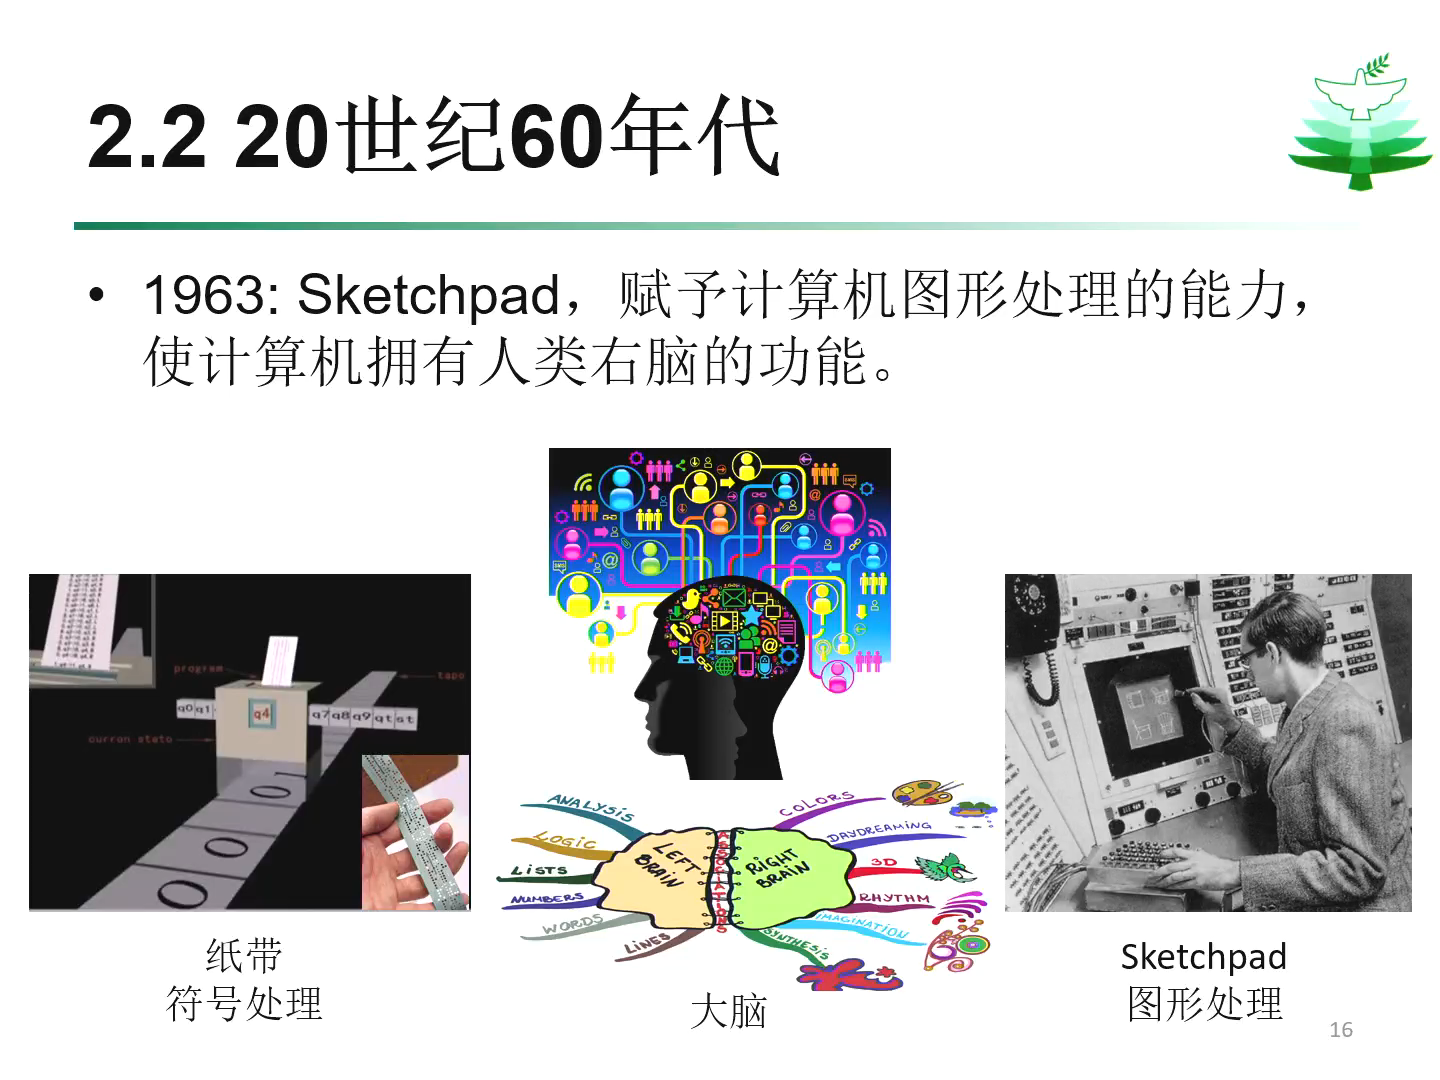 2.2 20世纪60年代
• 1963: Sketchpad，赋予计算机图形处理的能力，
使计算机拥有人类右脑的功能。
program
tape
q0 q1
q4
q7 q8 q9 qt st
0
0
0
纸带
符号处理
ANALYSIS
LOGIC
LISTS
NUMBERS
WORDS
LINES
LEFT
BRAIN
ASSOCIATIONS
RIGHT
BRAIN
COLORS
DAYDREAMING
3D
RHYTHM
IMAGINATION
SYNTHESIS
大脑
Sketchpad
图形处理
16